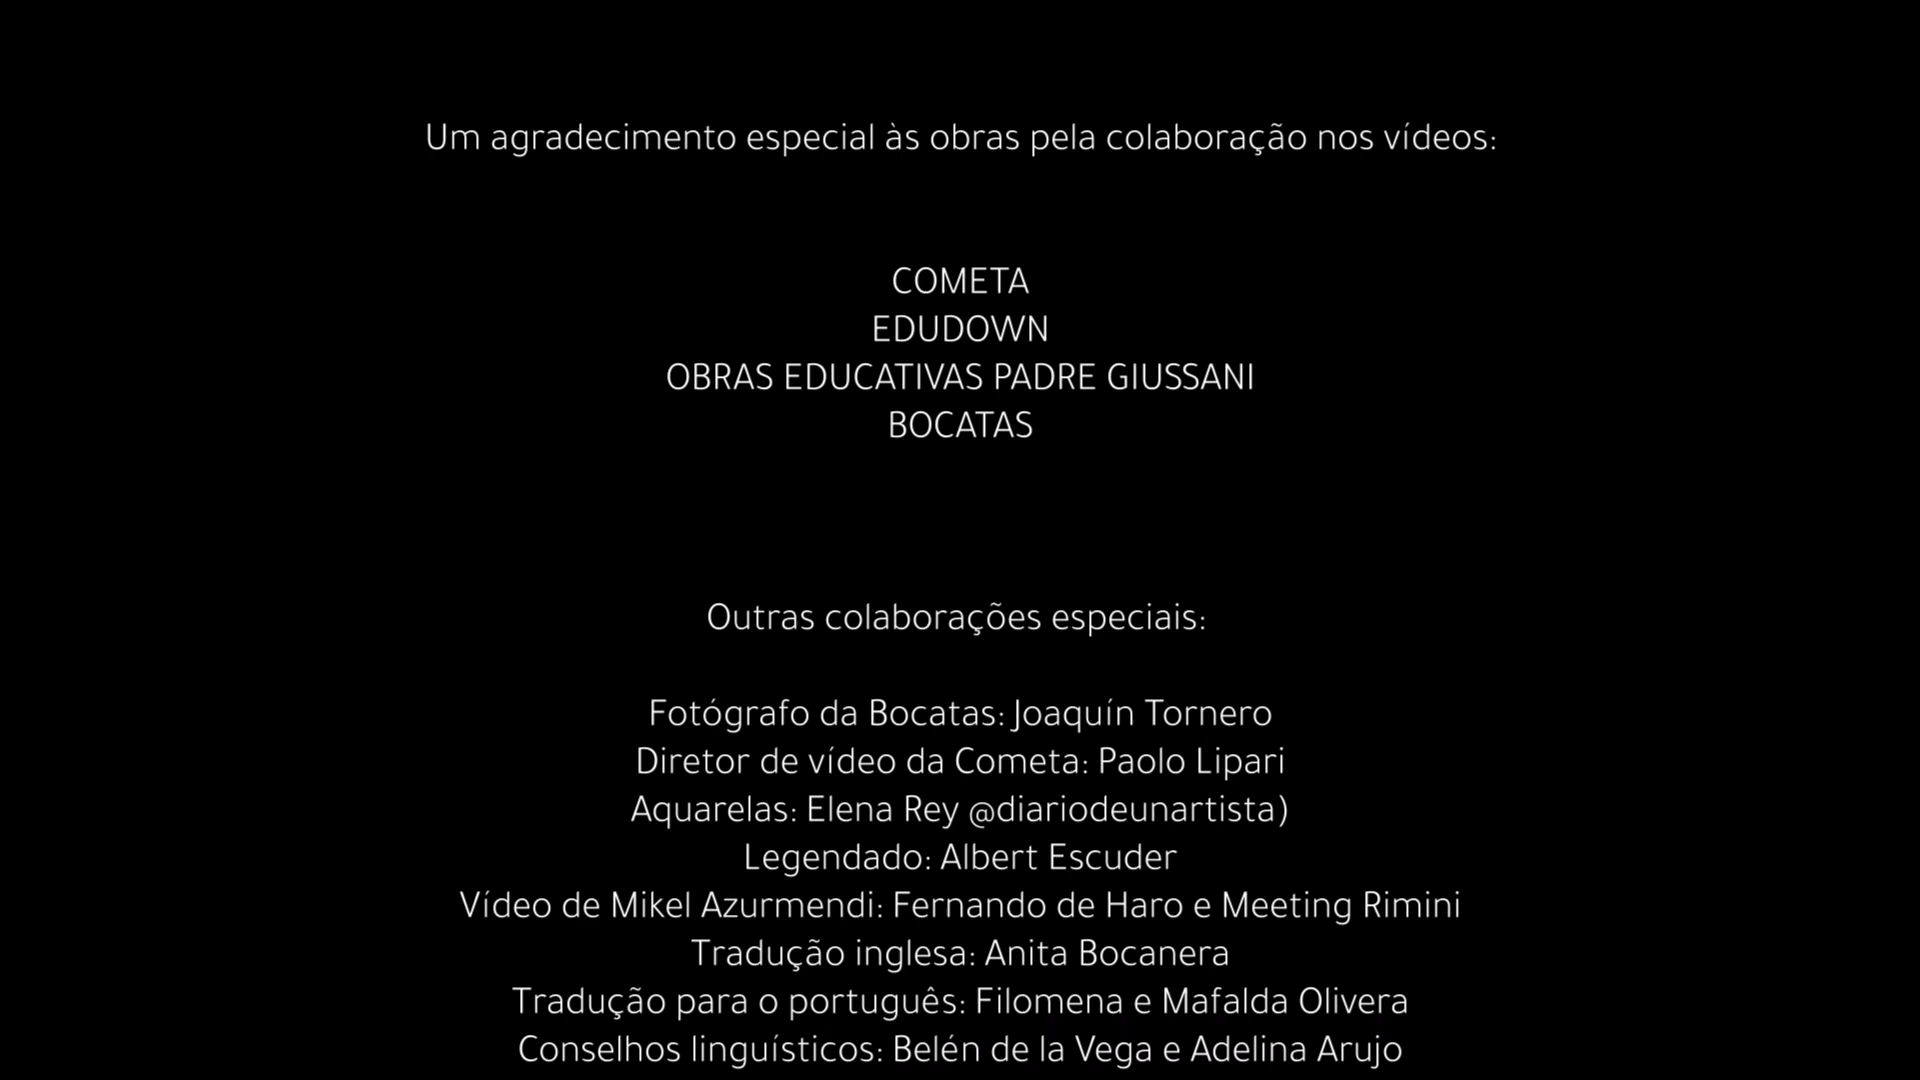 Um agradecimento especial às obras pela colaboração nos vídeos:
COMETA
EDUDOWN
OBRAS EDUCATIVAS PADRE GIUSSANI
BOCATAS
Outras colaborações especiais:
Fotógrafo da Bocatas: Joaquín Tornero
Diretor de vídeo da Cometa: Paolo Lipari
Aquarelas: Elena Rey @diariodeunartista)
Legendado: Albert Escuder
Vídeo de Mikel Azurmendi: Fernando de Haro e Meeting Rimini
Tradução inglesa: Anita Bocanera
Tradução para o português: Filomena e Mafalda Olivera
Conselhos linguísticos: Belén de la Vega e Adelina Arujo